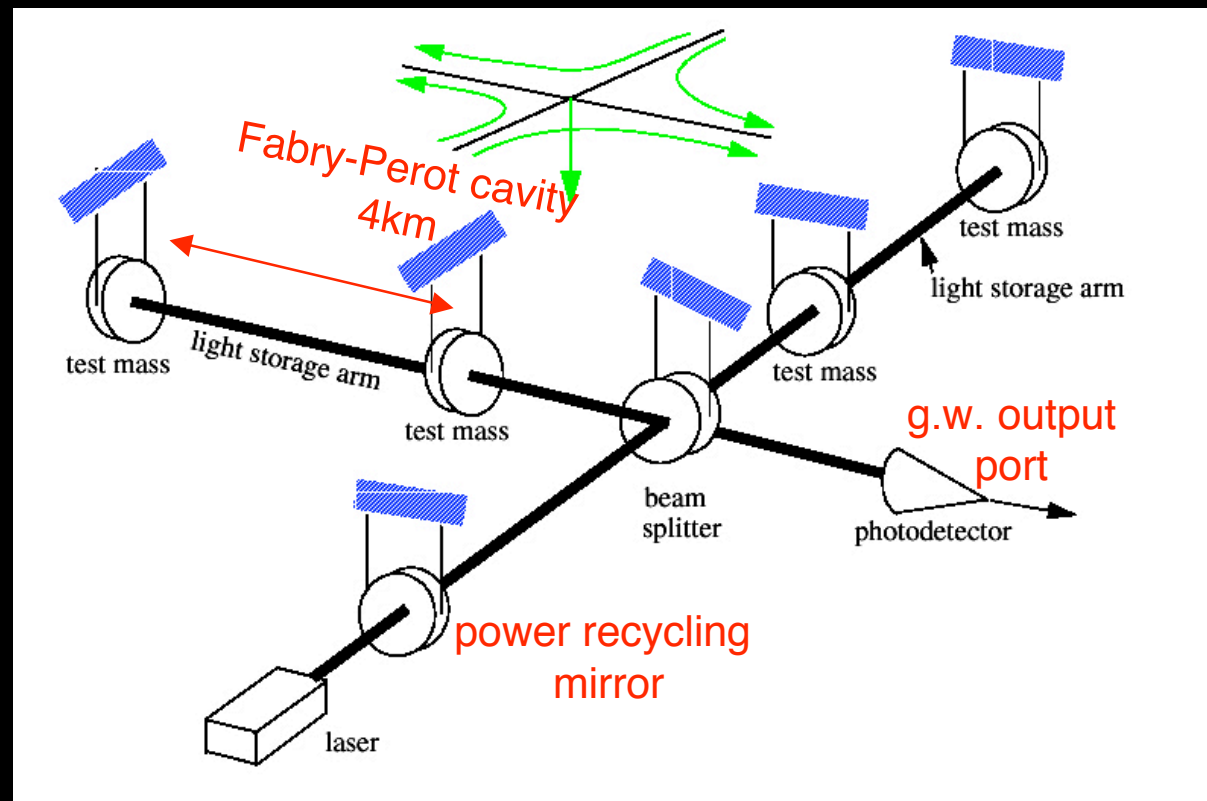 Fabry-Perot cavity
4km
test mass
light storage arm
test mass
light storage arm
test mass
test mass
g.w. output
port
beam
splitter
photodetector
power recycling
mirror
laser